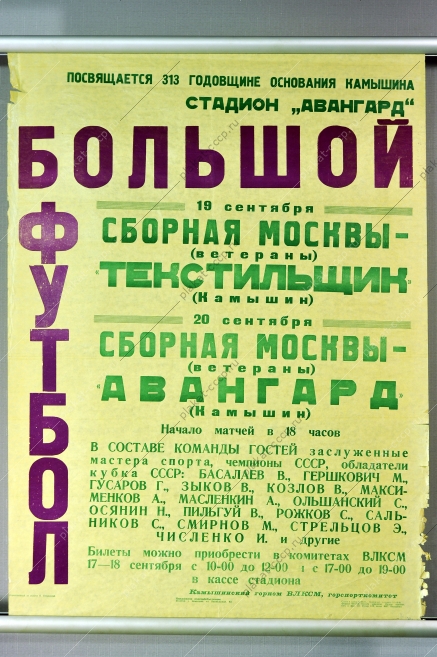 ПОСВЯЩАЕТСЯ 313 ГОДОВЩИНЕ ОСНОВАНИЯ КАМЫШИНА
СТАДИОН „АВАНГАРД“
БОЛЬШОЙ
ФУТБОЛ
19 сентября
СБОРНАЯ МОСКВЫ–
(ветераны)
„ТЕКСТИЛЬЩИК“
(Камышин)
20 сентября
СБОРНАЯ МОСКВЫ–
(ветераны)
„АВАНГАРД“
(Камышин)
Начало матчей в 18 часов
В СОСТАВЕ КОМАНДЫ ГОСТЕЙ заслуженные
мастера спорта, чемпионы СССР, обладатели
кубка СССР: БАСАЛАЕВ В., ГЕРШКОВИЧ М.,
ГУСАРОВ Г., ЗЫКОВ В., КОЗЛОВ В., МАКСИ-
МЕНКОВ А., МАСЛЕНКИН А., ОЛЬШАНСКИЙ С.,
ОСЯНИН Н., ПИЛЬГУЙ В., РОЖКОВ С., САЛЬ-
НИКОВ С., СМИРНОВ М., СТРЕЛЬЦОВ Э.,
ЧИСЛЕНКО И. и другие
Билеты можно приобрести в комитетах ВЛКСМ
17—18 сентября с 10-00 до 12-00 и с 17-00 до 19-00
в кассе стадиона
Камышинский горком ВЛКСМ, горспорткомитет